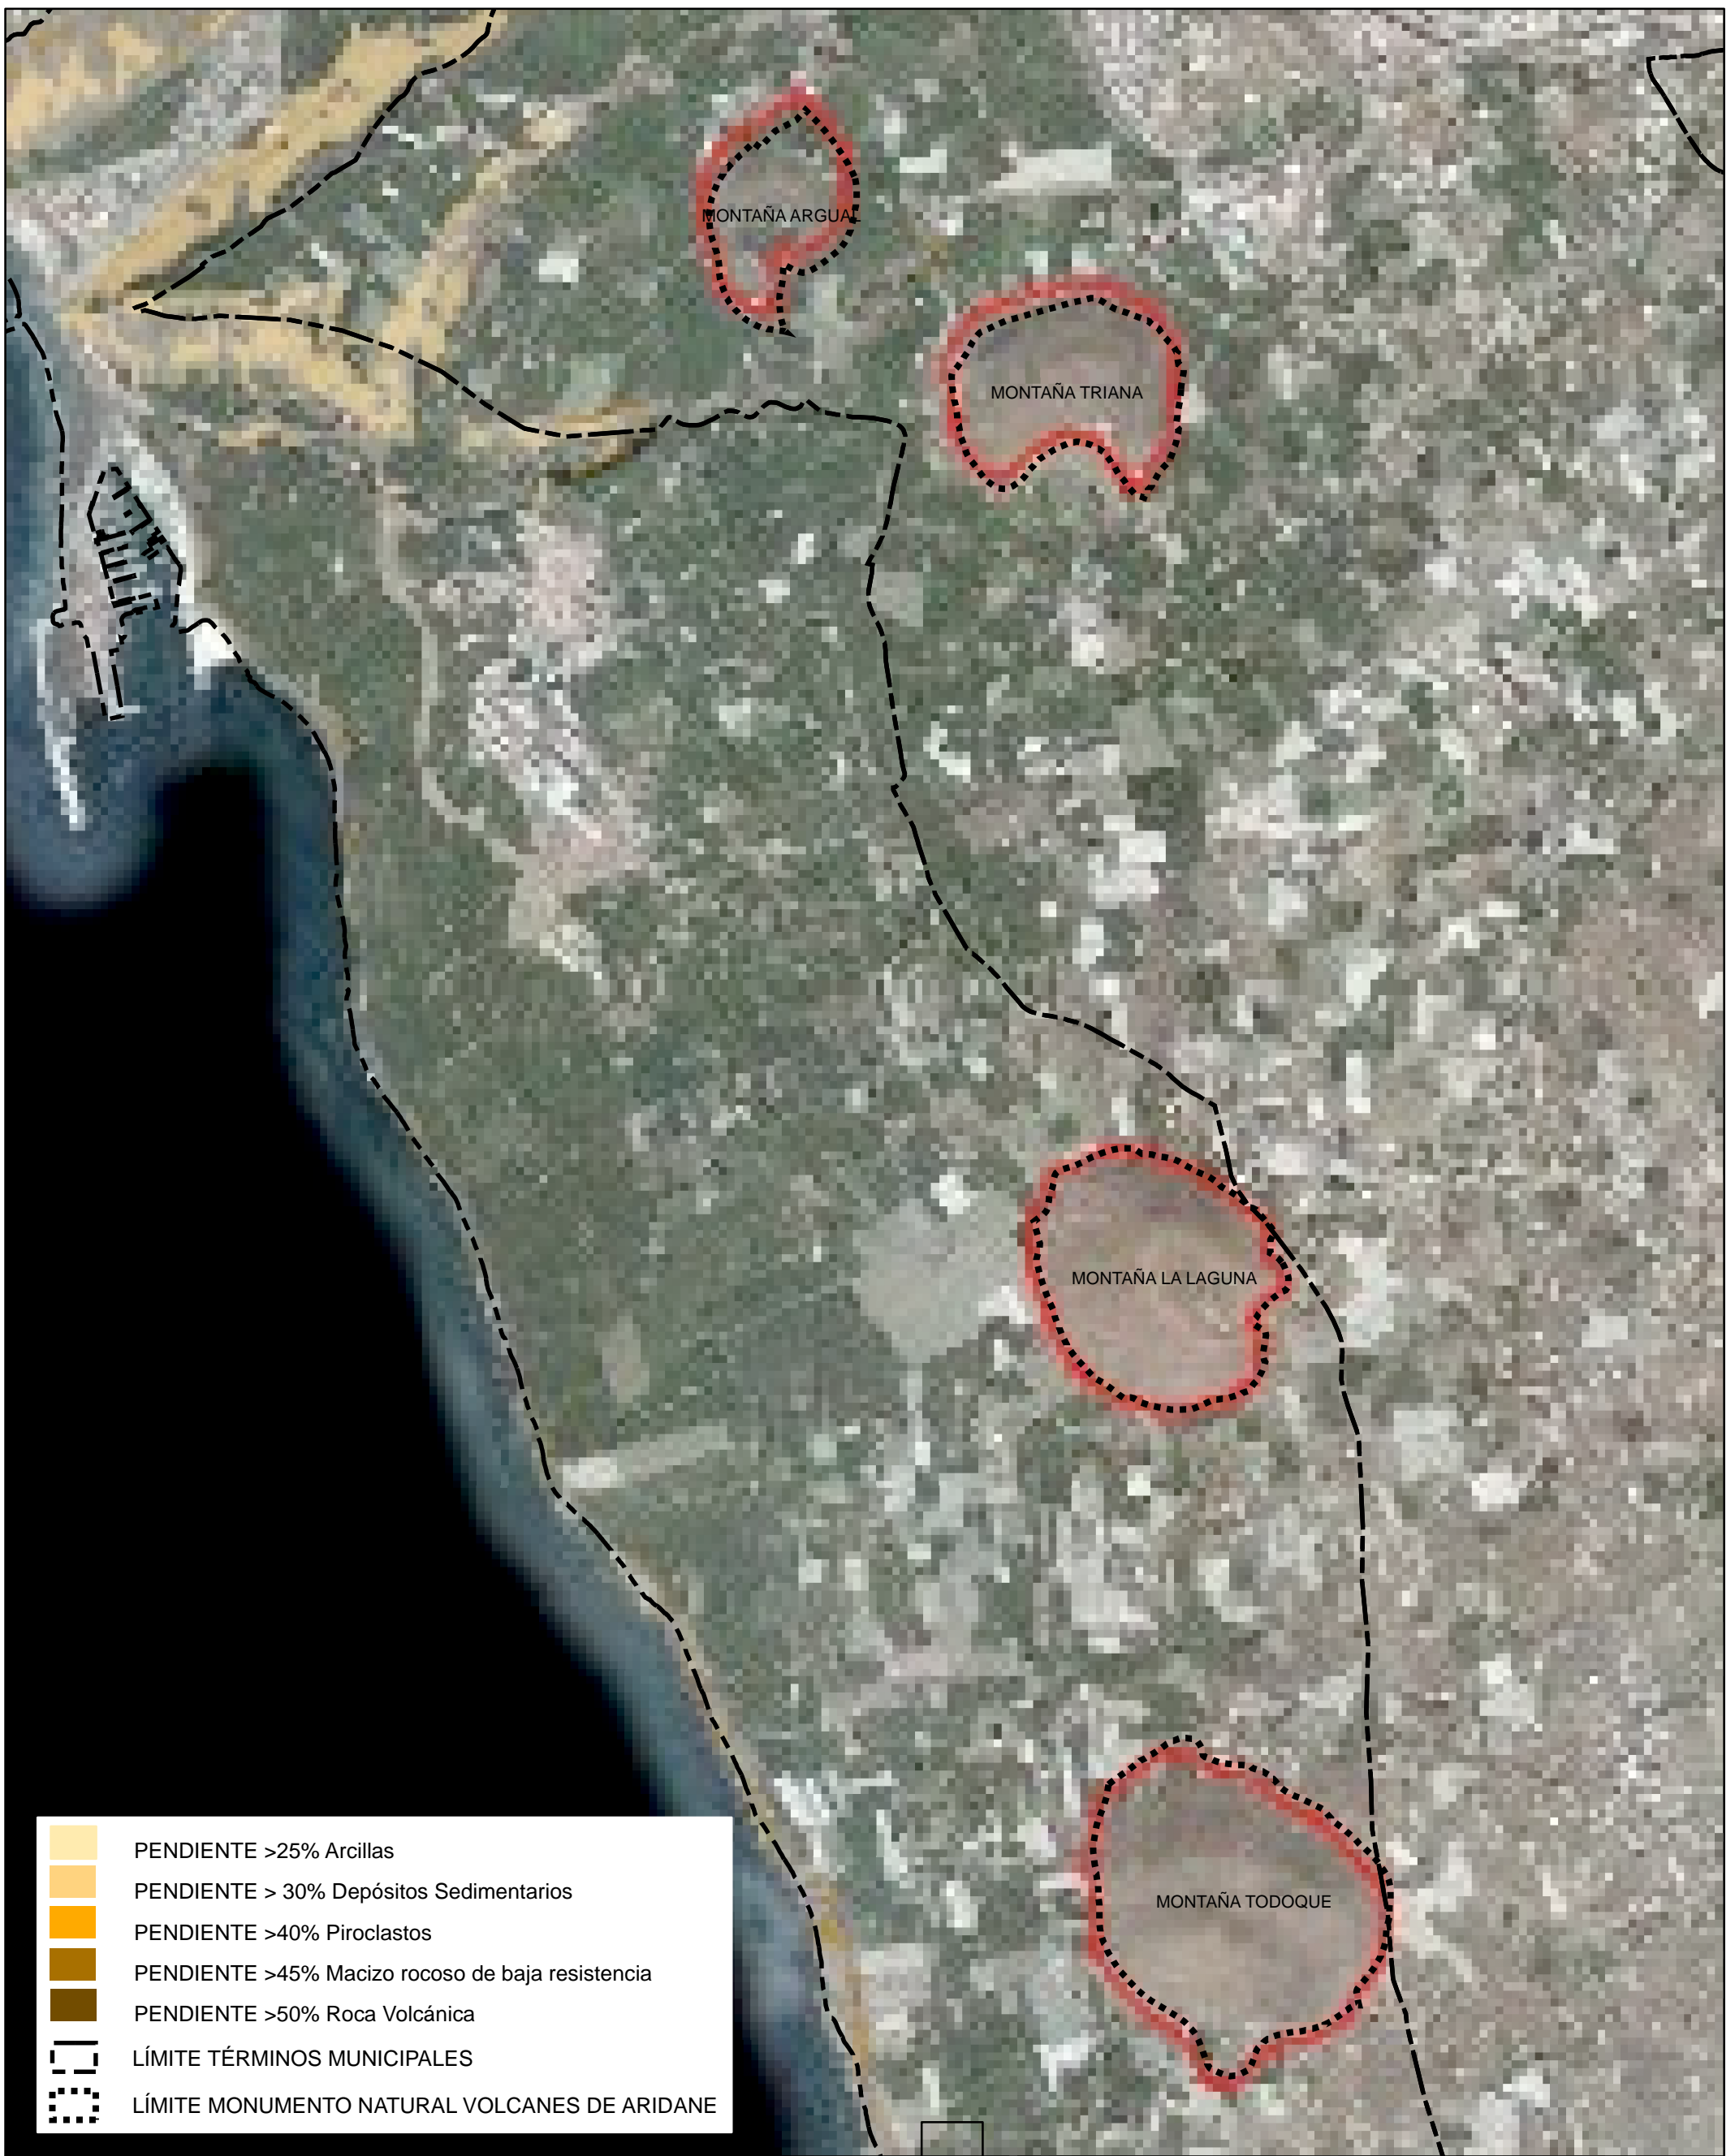 MONTAÑA ARGUAL
MONTAÑA TRIANA
MONTAÑA LA LAGUNA
MONTAÑA TODOQUE
PENDIENTE >25% Arcillas
PENDIENTE > 30% Depósitos Sedimentarios
PENDIENTE >40% Piroclastos
PENDIENTE >45% Macizo rocoso de baja resistencia
PENDIENTE >50% Roca Volcánica
LÍMITE TÉRMINOS MUNICIPALES
LÍMITE MONUMENTO NATURAL VOLCANES DE ARIDANE